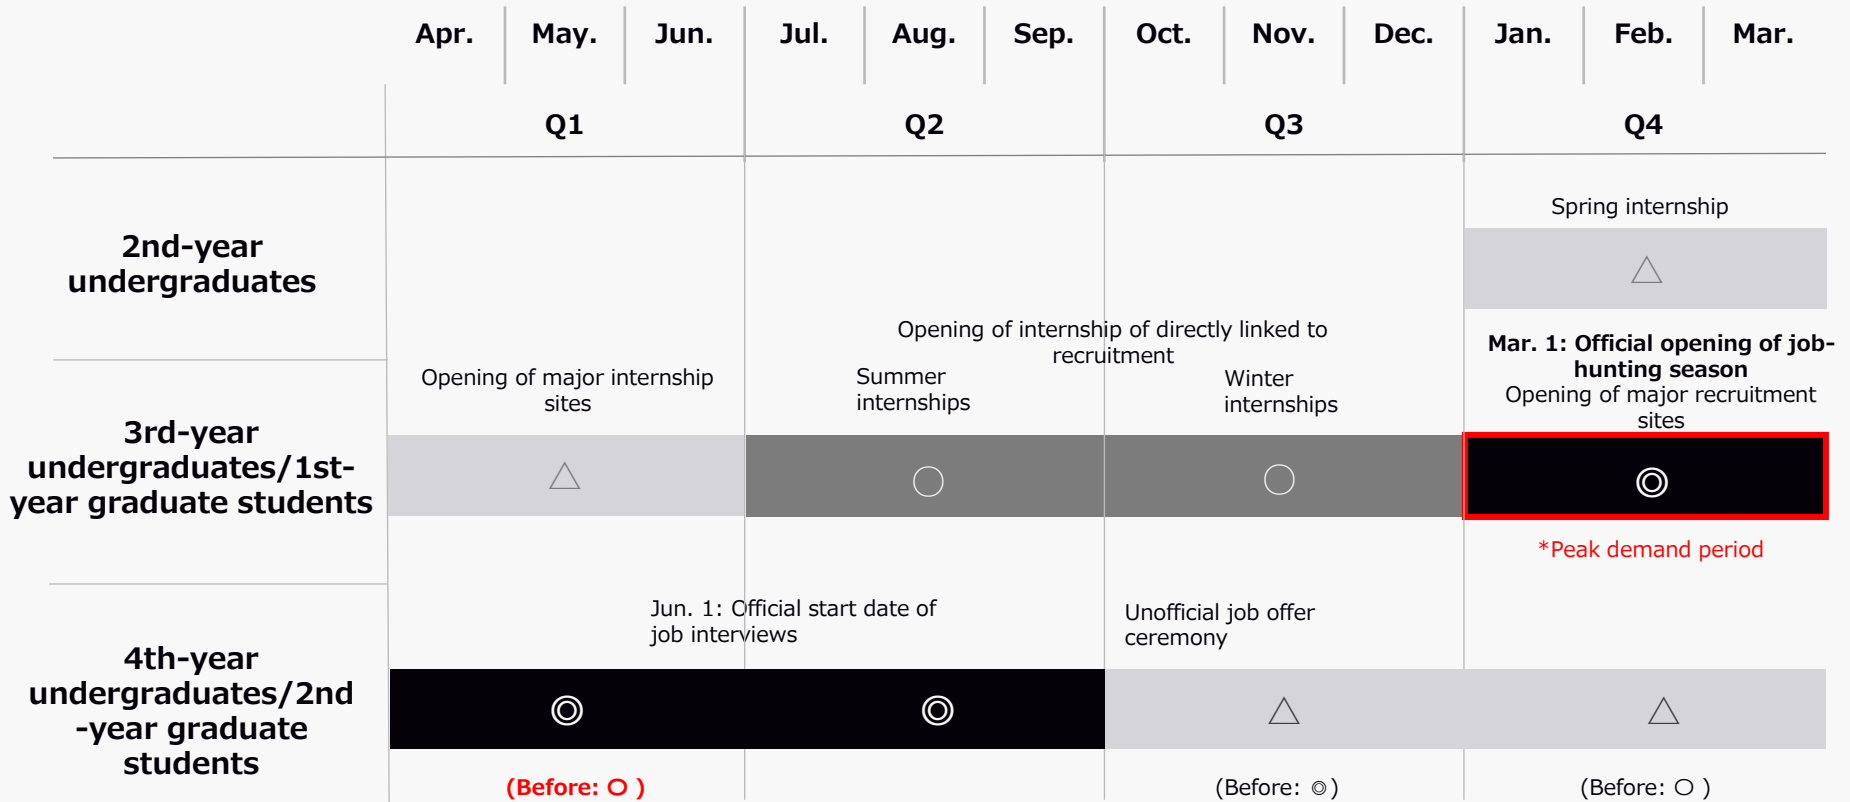 Apr. May. Jun. Jul. Aug. Sep. Oct. Nov. Dec. Jan. Feb. Mar.
Q1 Q2 Q3 Q4
2nd-year
undergraduates
Spring internship
△
3rd-year
undergraduates/1st-
year graduate students
Opening of major internship
sites
△
Opening of internship of directly linked to
recruitment
Summer
internships
○
Winter
internships
○
Mar. 1: Official opening of job-
hunting season
Opening of major recruitment
sites
◎
*Peak demand period
4th-year
undergraduates/2nd
-year graduate
students
Jun. 1: Official start date of
job interviews
Unofficial job offer
ceremony
◎ ◎ △ △
(Before: ○ ) (Before: ◎) (Before: ○ )